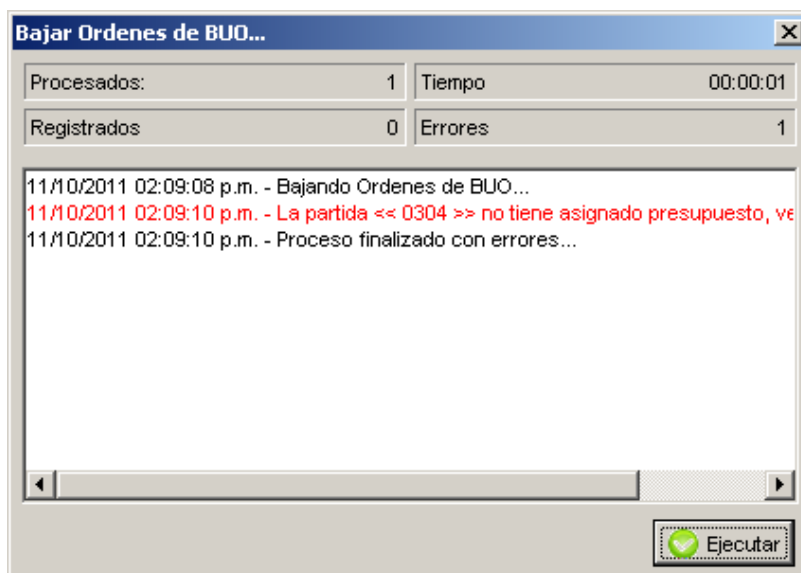 Bajar Ordenes de BUO...
Procesados: 1 Tiempo 00:00:01
Registrados 0 Errores 1
11/10/2011 02:09:08 p.m. - Bajando Ordenes de BUO...
11/10/2011 02:09:10 p.m. - La partida << 0304 >> no tiene asignado presupuesto, ve
11/10/2011 02:09:10 p.m. - Proceso finalizado con errores...
Ejecutar